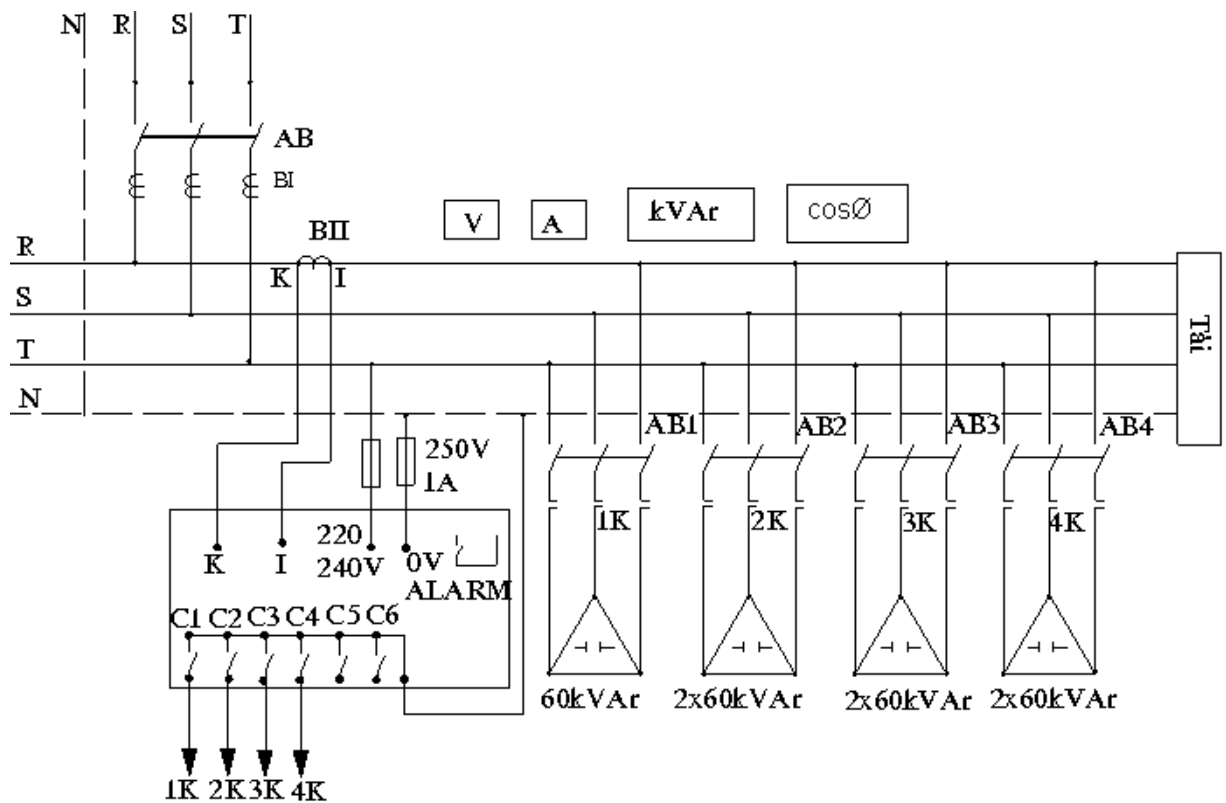 N R S T
AB
BI
V A kVAr cosØ
BII
R
K I
S
T
N
Tải
AB1 AB2 AB3 AB4
250V
1A
1K 2K 3K 4K
220
240V
K I 0V
ALARM
C1 C2 C3 C4 C5 C6
60kVAr 2x60kVAr 2x60kVAr 2x60kVAr
1K 2K 3K 4K